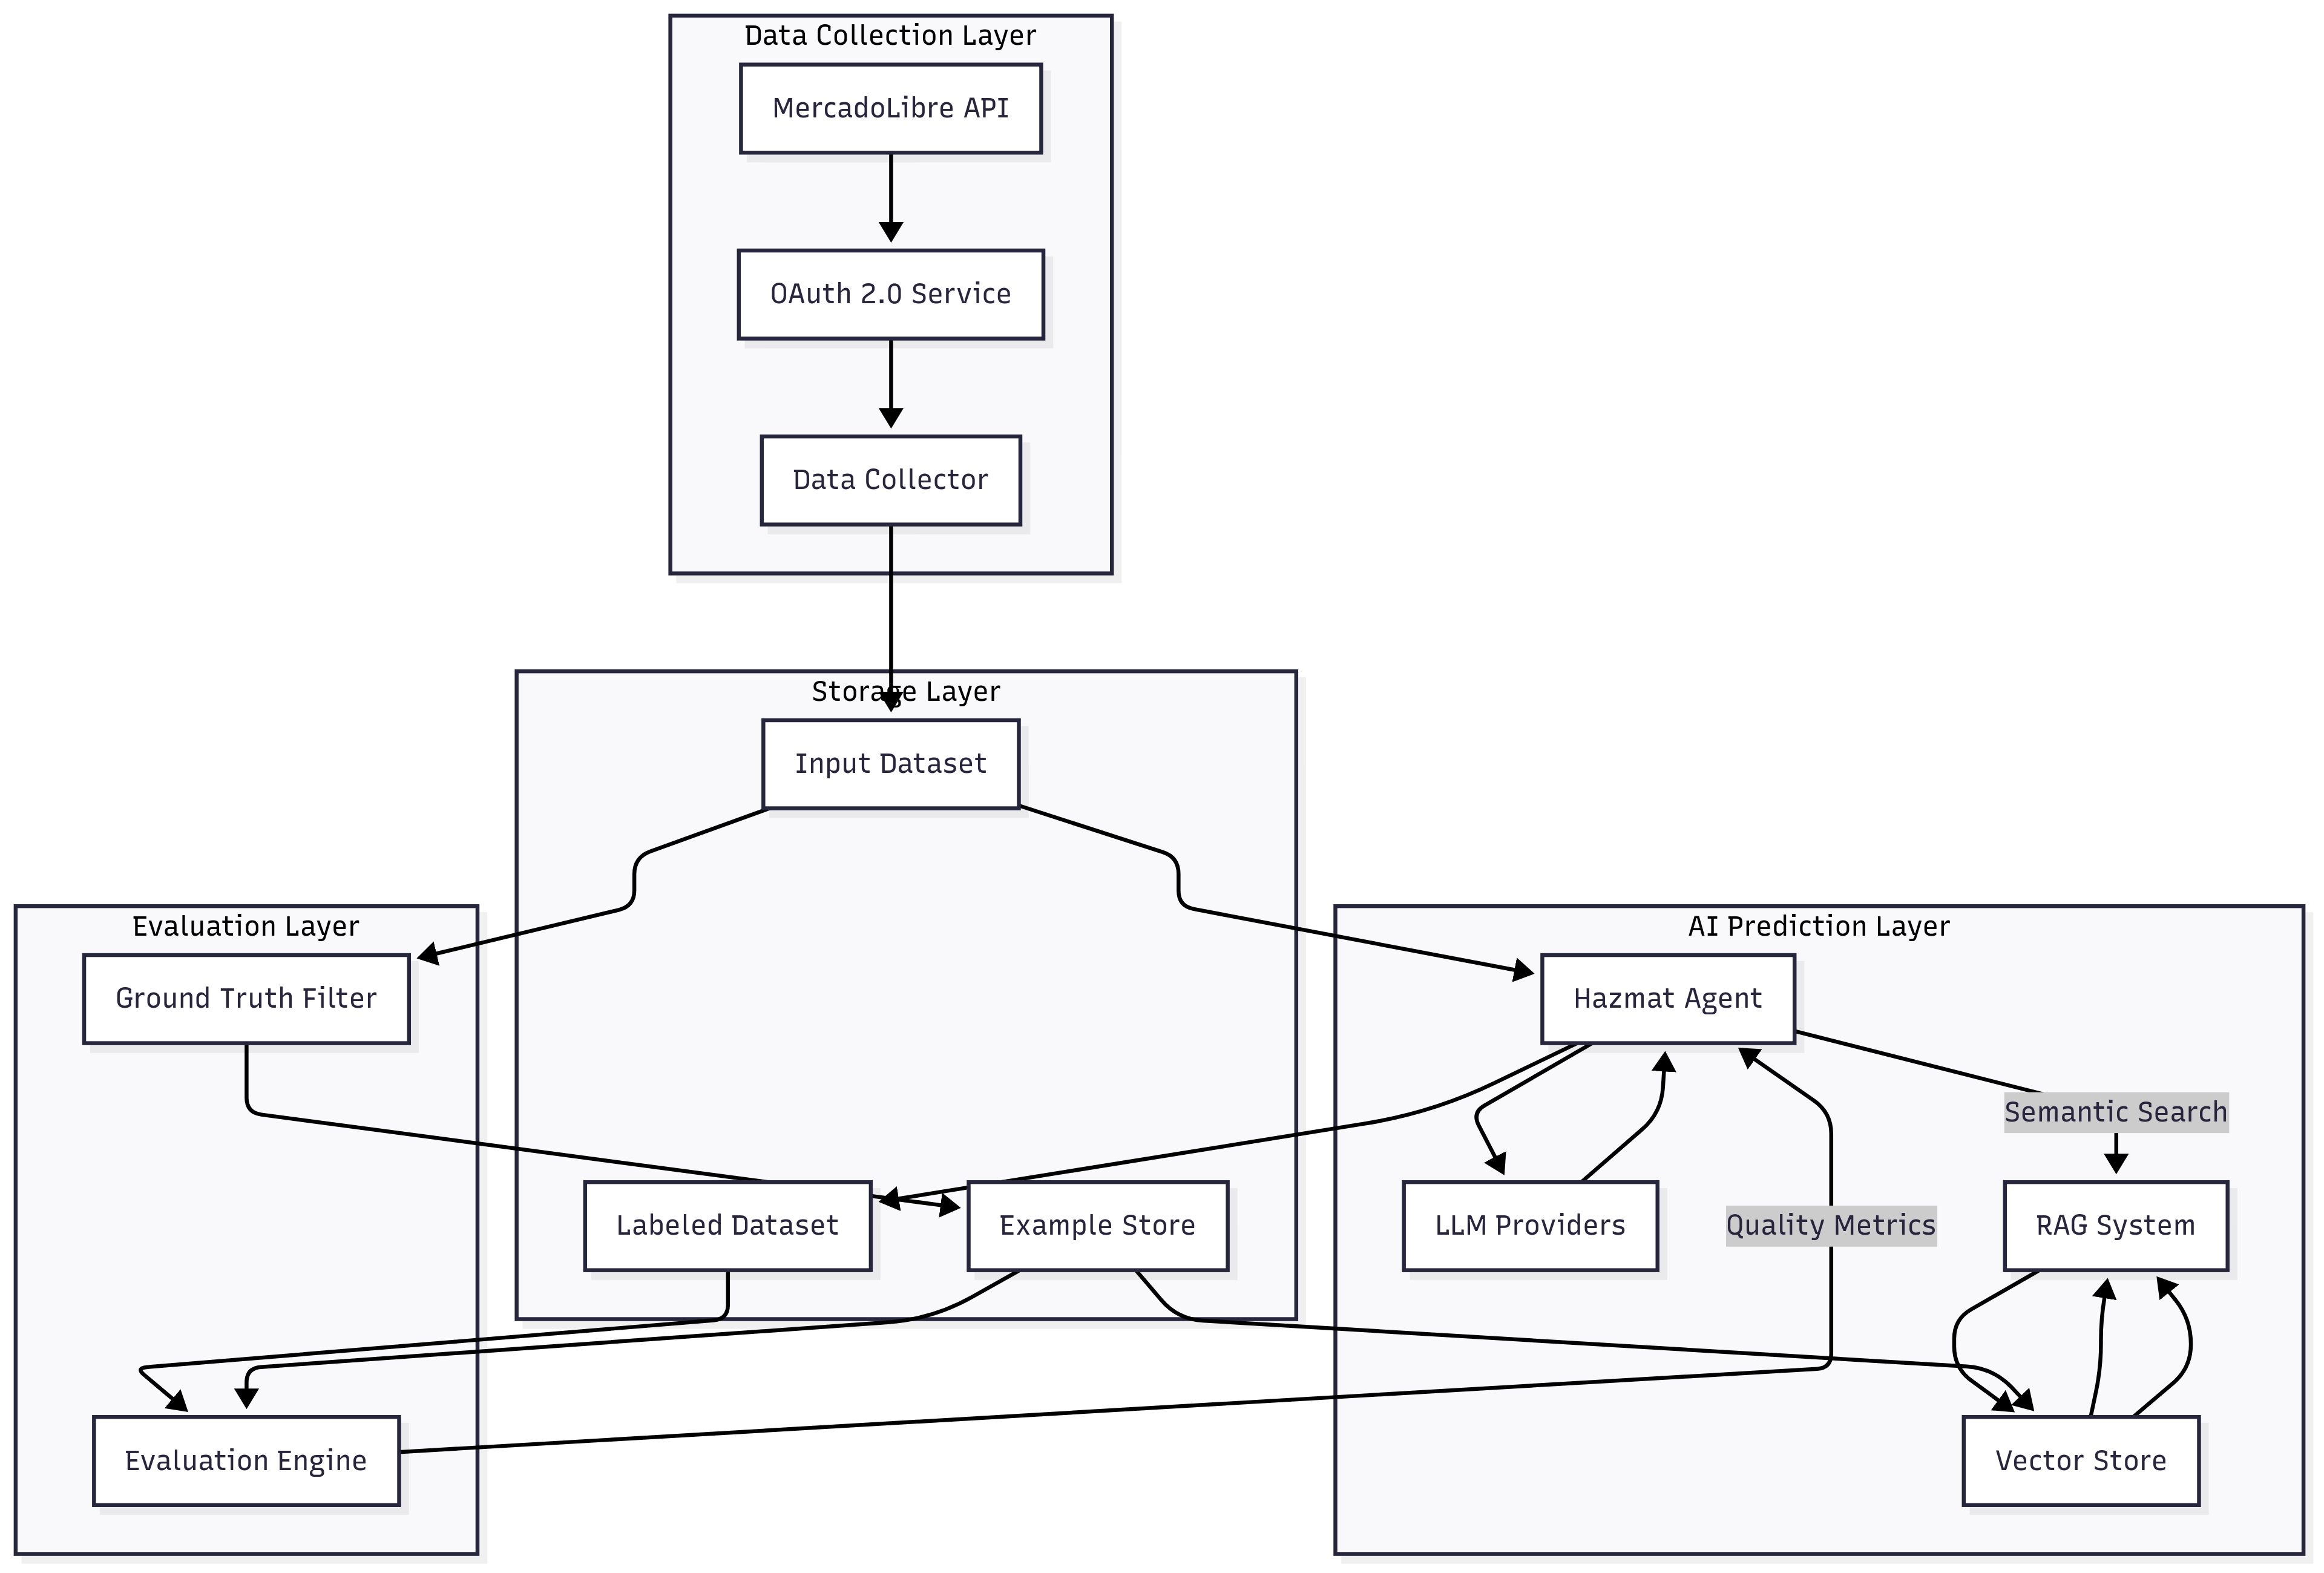 Data Collection Layer
MercadoLibre API
OAuth 2.0 Service
Data Collector
Storage Layer
Input Dataset
Evaluation Layer
AI Prediction Layer
Ground Truth Filter
Hazmat Agent
Semantic Search
Labeled Dataset
Example Store
LLM Providers
Quality Metrics
RAG System
Evaluation Engine
Vector Store